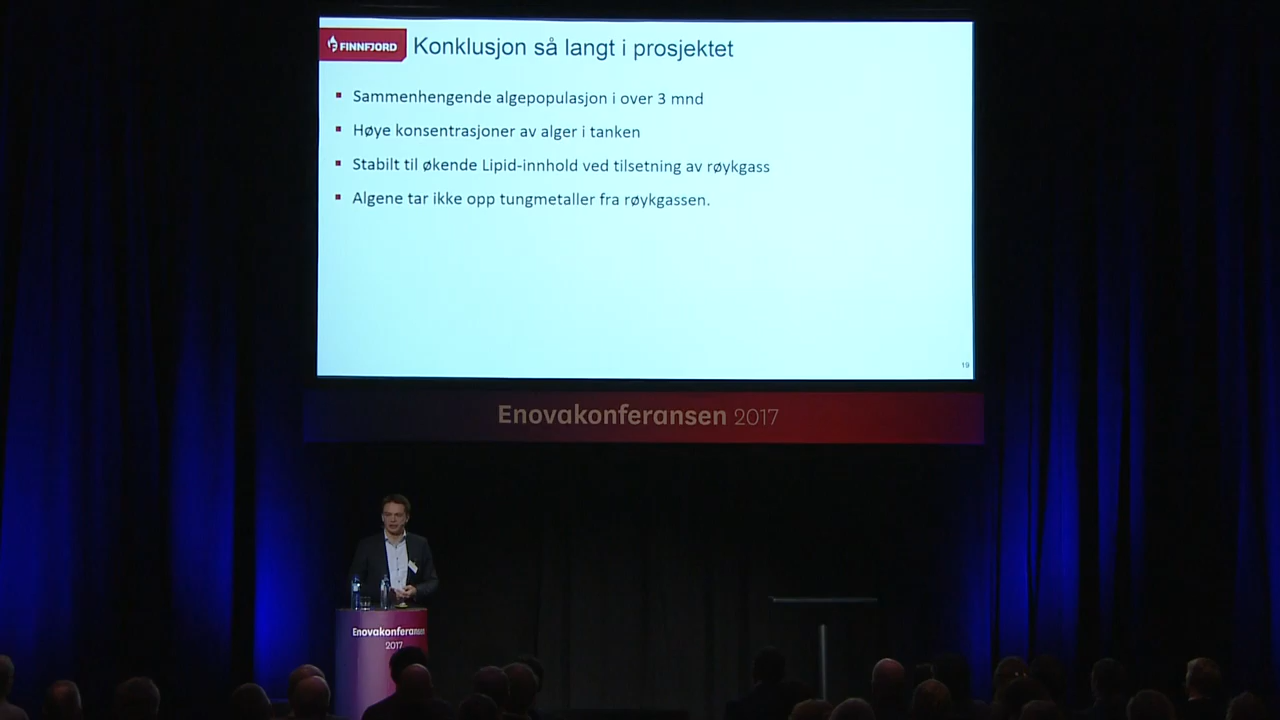 FINNFJORD
Konklusjon så langt i prosjektet
Sammenhengende algepopulasjon i over 3 mnd
Høye konsentrasjoner av alger i tanken
Stabilt til økende Lipid-innhold ved tilsetning av røykgass
Algene tar ikke opp tungmetaller fra røykgassen.
19
Enovakonferansen 2017
Enovakonferansen
2017